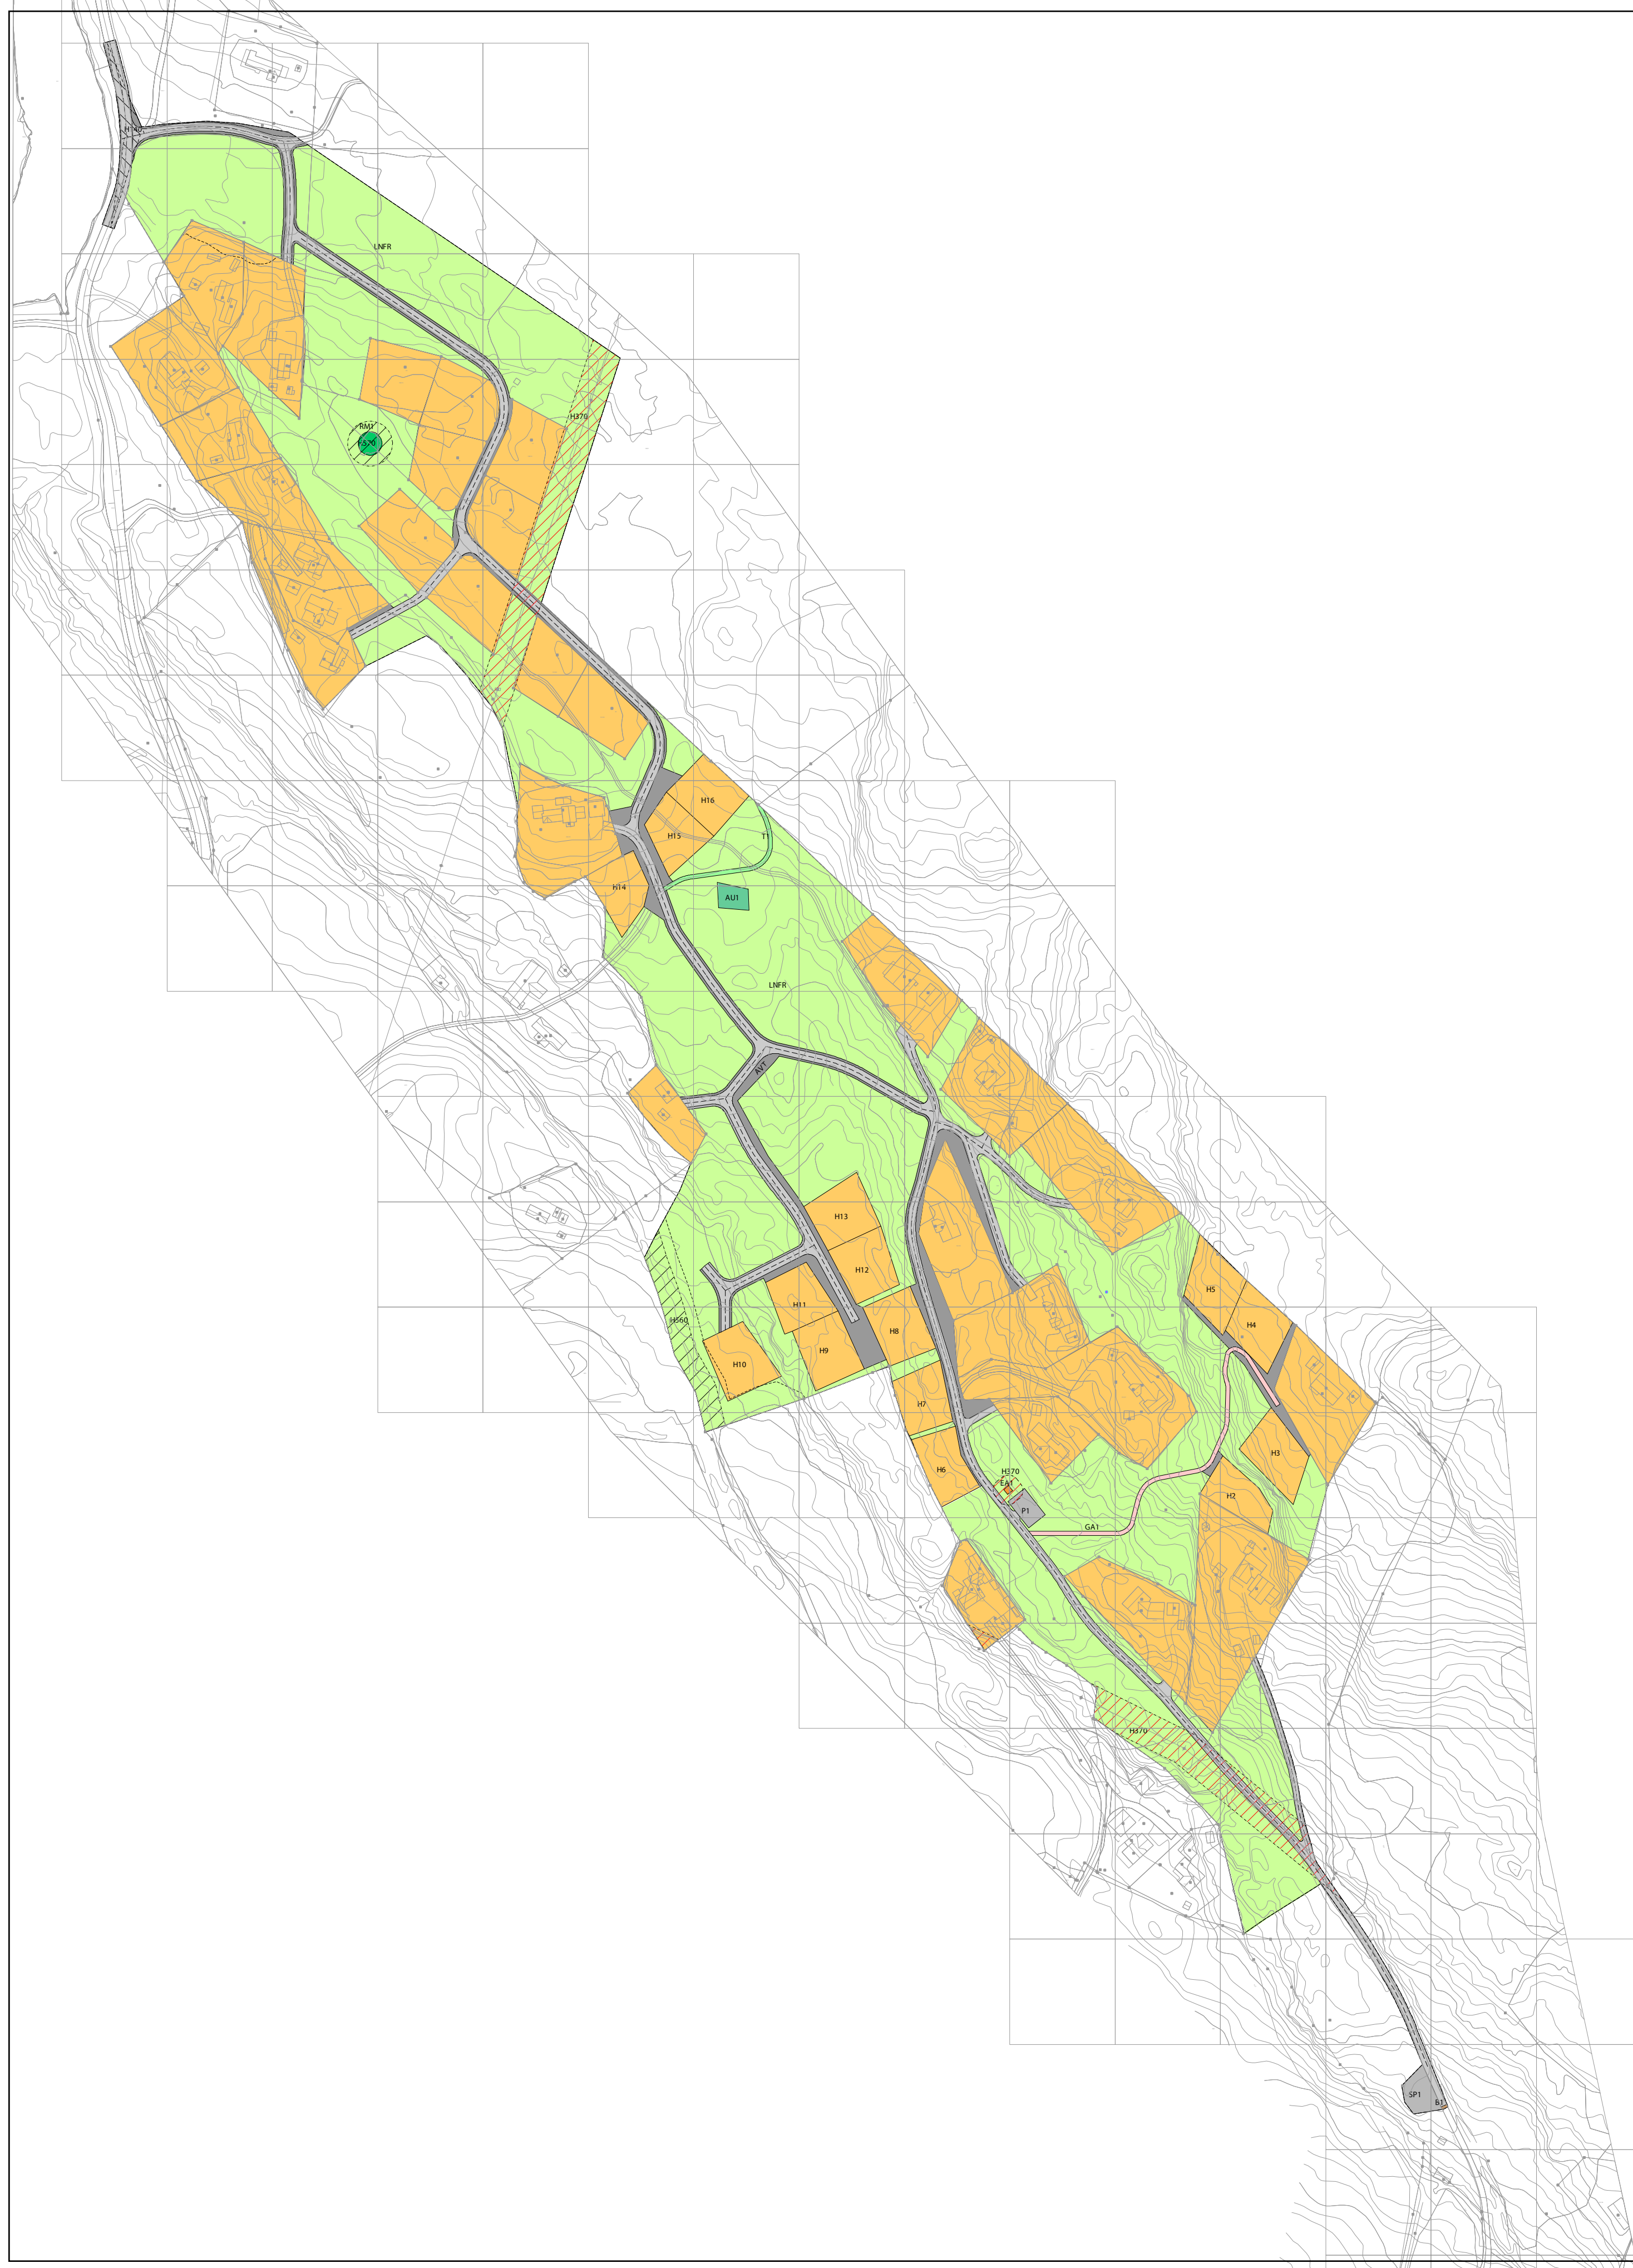 H140
LNFR
H370
RM1
H570
H16
H15
T1
H14
AU1
LNFR
AV1
H13
H12
H5
H11
H560
H4
H8
H9
H10
H7
H3
H6
H370
EA1
H2
P1
GA1
H370
SP1
B1